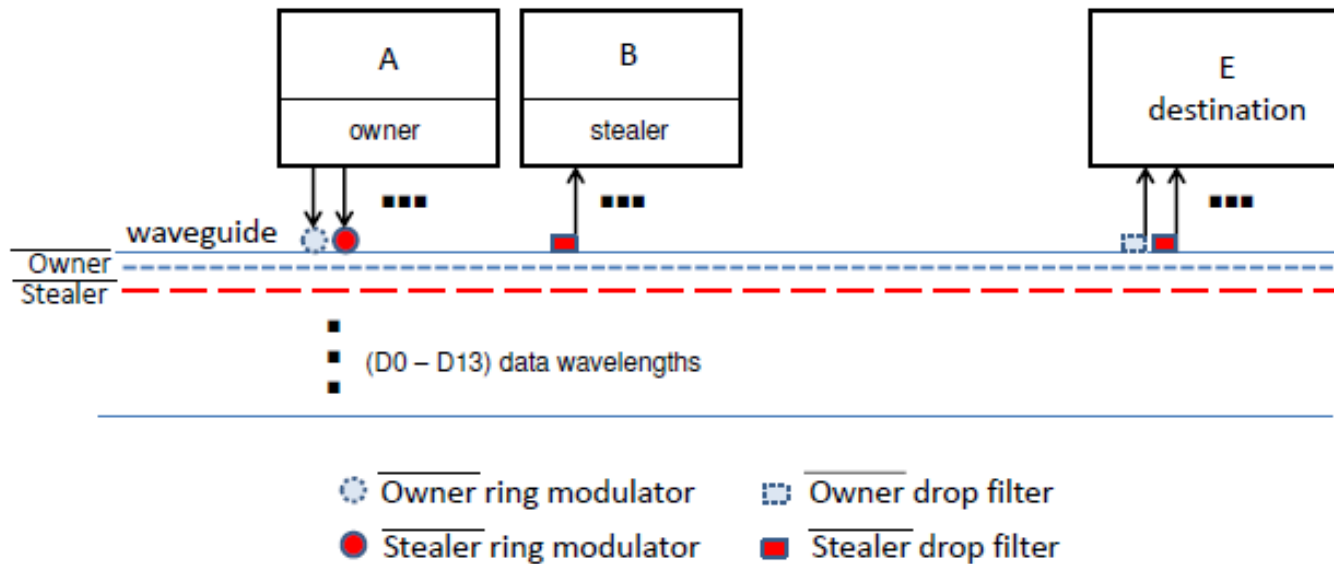 A
owner
B
stealer
E
destination
waveguide
Owner
Stealer
(D0 – D13) data wavelengths
Owner ring modulator
Owner drop filter
Stealer ring modulator
Stealer drop filter